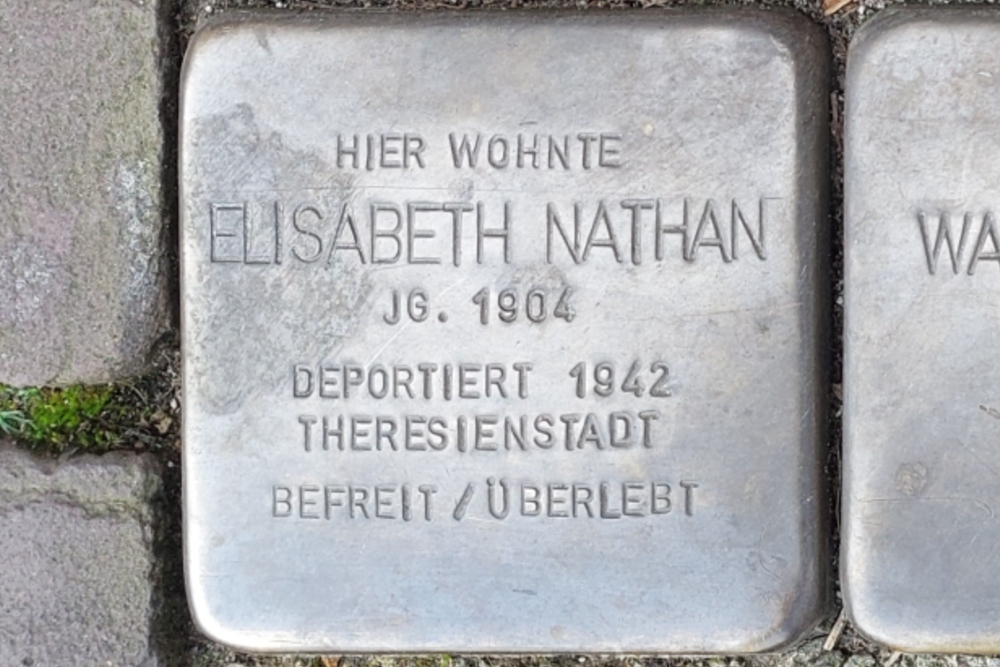 HIER WOHNTE
ELISABETH NATHAN
JG. 1904
DEPORTIERT 1942
THERESIENSTADT
BEFREIT / ÜBERLEBT